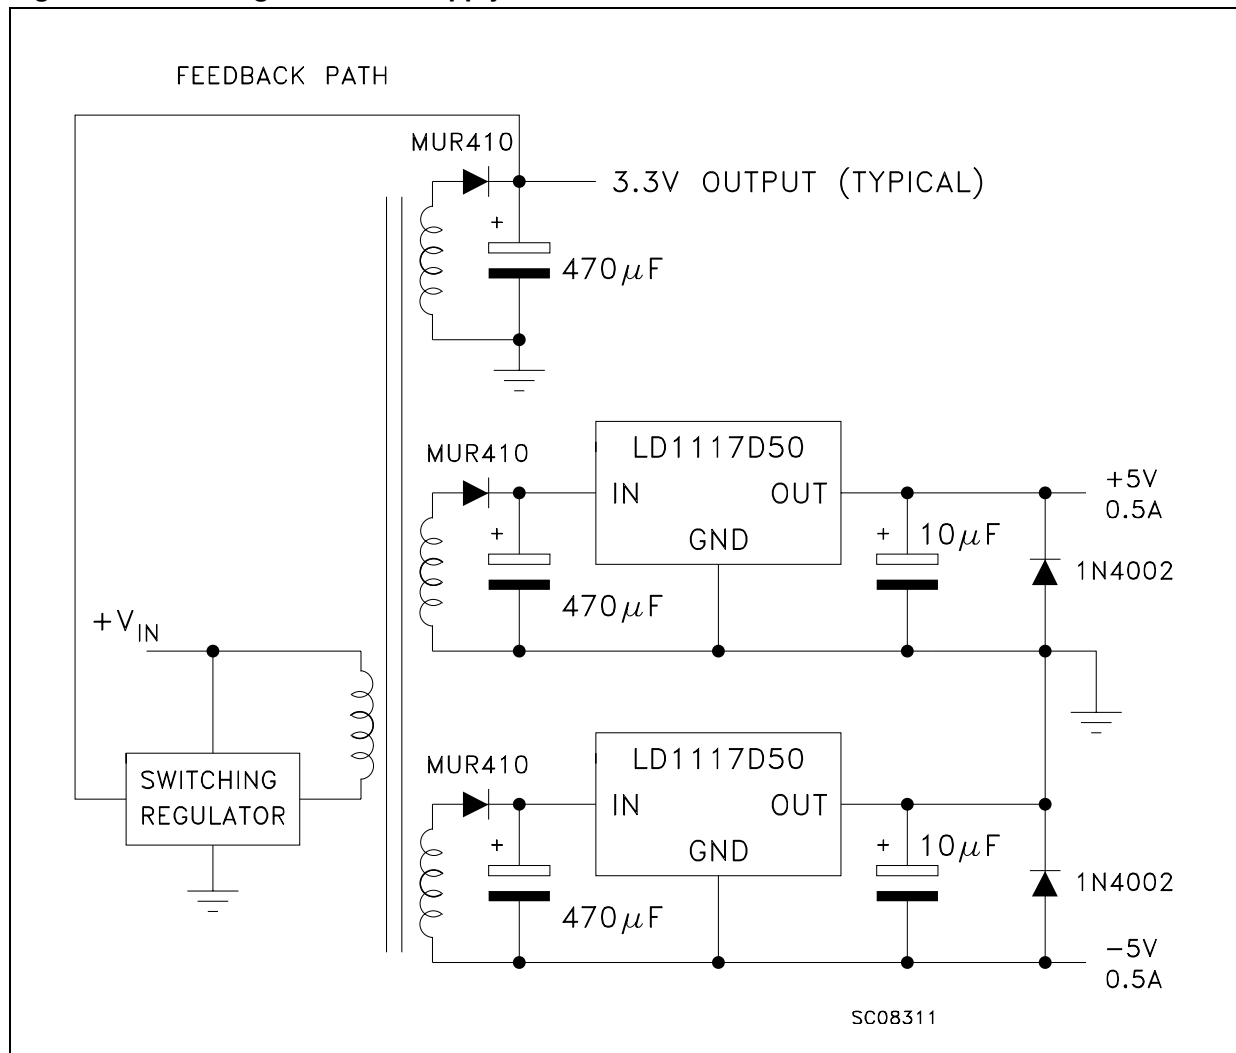 FEEDBACK PATH
MUR410
3.3V OUTPUT (TYPICAL)
+
470μF
MUR410
LD1117D50
IN
OUT
GND
+
470μF
+
10μF
+5V
0.5A
1N4002
+VIN
SWITCHING
REGULATOR
MUR410
LD1117D50
IN
OUT
GND
+
470μF
+
10μF
1N4002
−5V
0.5A
SC08311